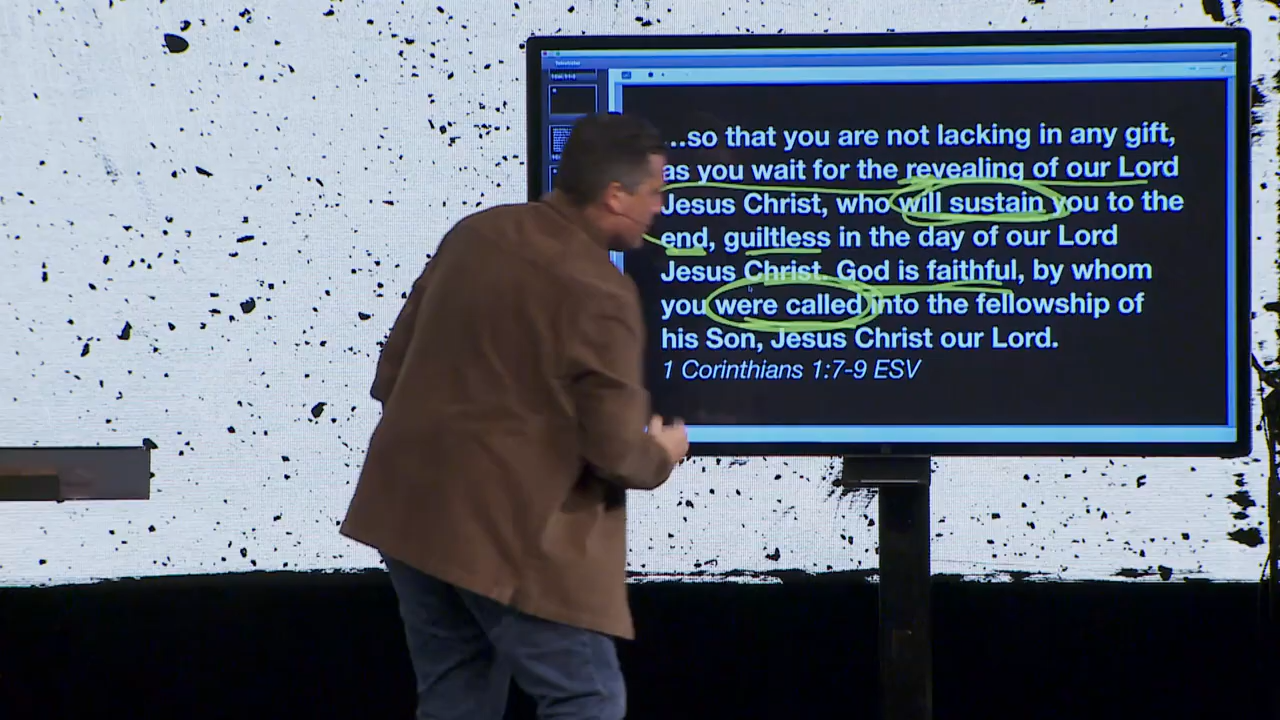 ...so that you are not lacking in any gift,
as you wait for the revealing of our Lord
Jesus Christ, who will sustain you to the
end, guiltless in the day of our Lord
Jesus Christ. God is faithful, by whom
you were called into the fellowship of
his Son, Jesus Christ our Lord.
1 Corinthians 1:7-9 ESV